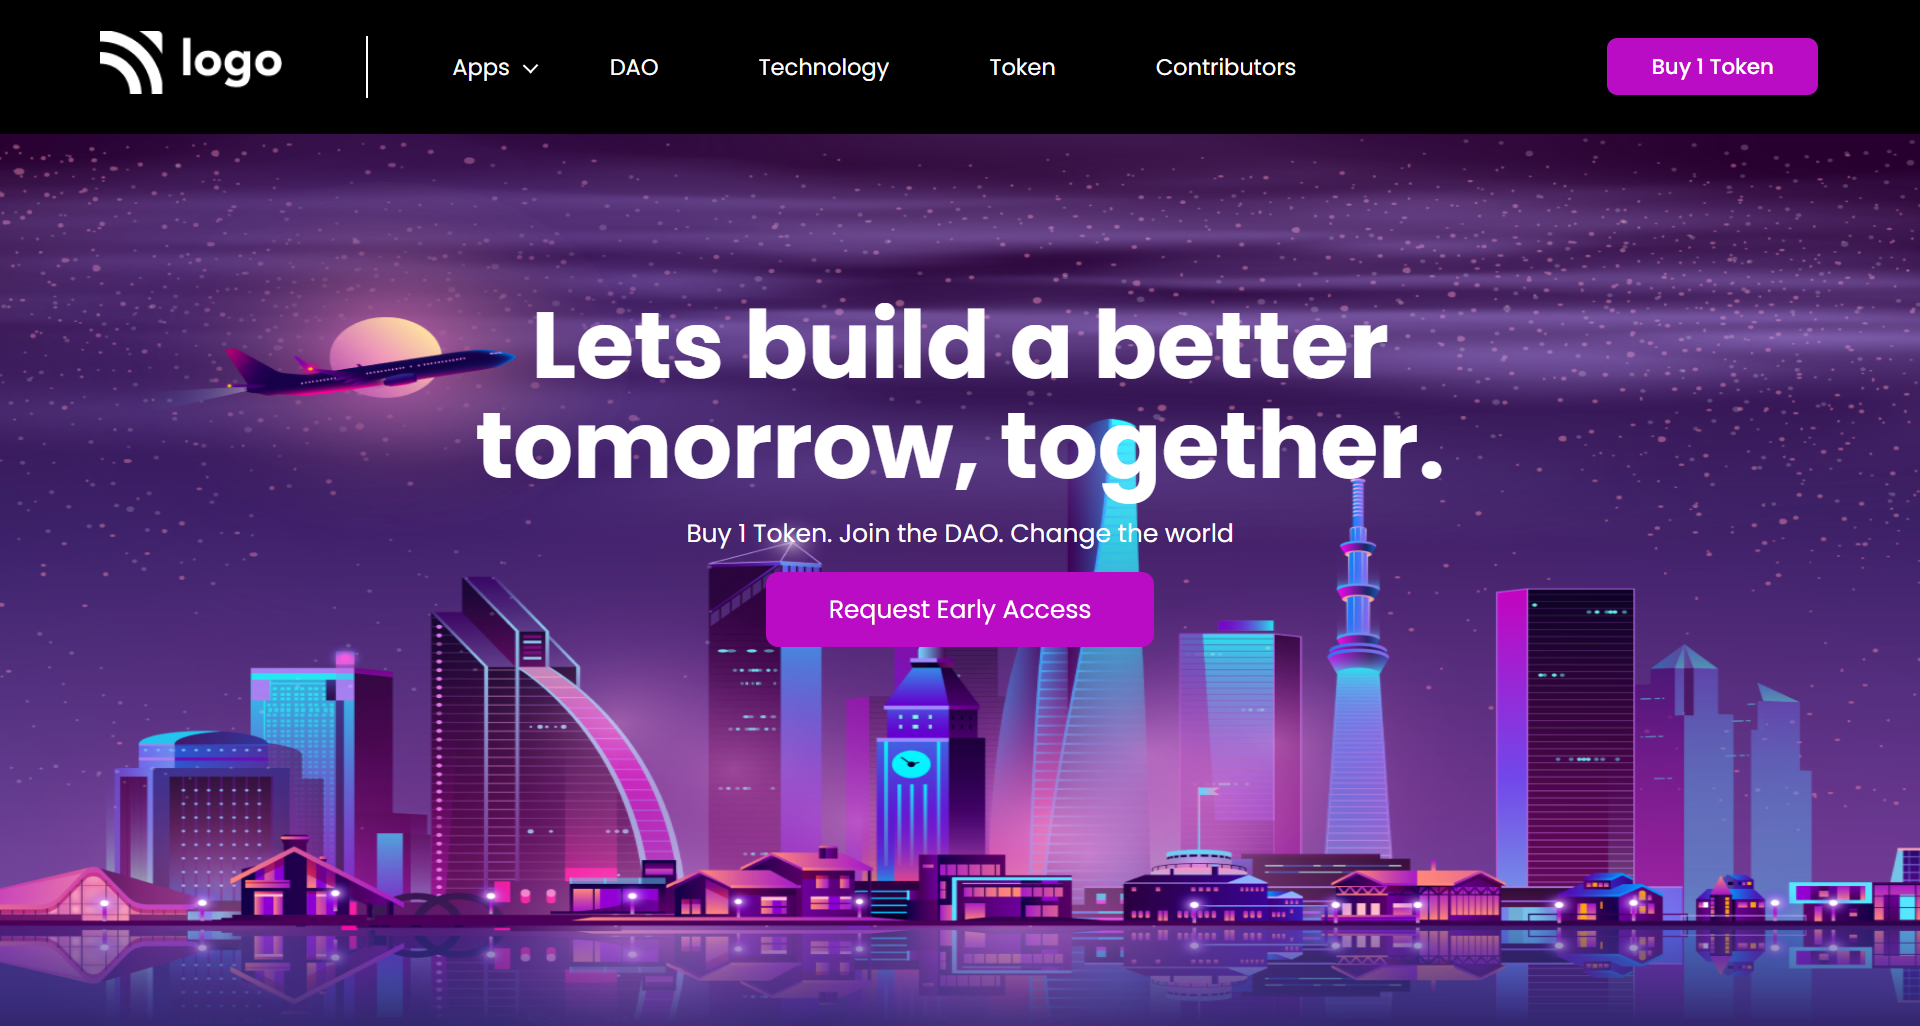 logo
Apps
DAO
Technology
Token
Contributors
Buy 1 Token
Lets build a better
tomorrow, together.
Buy 1 Token. Join the DAO. Change the world
Request Early Access